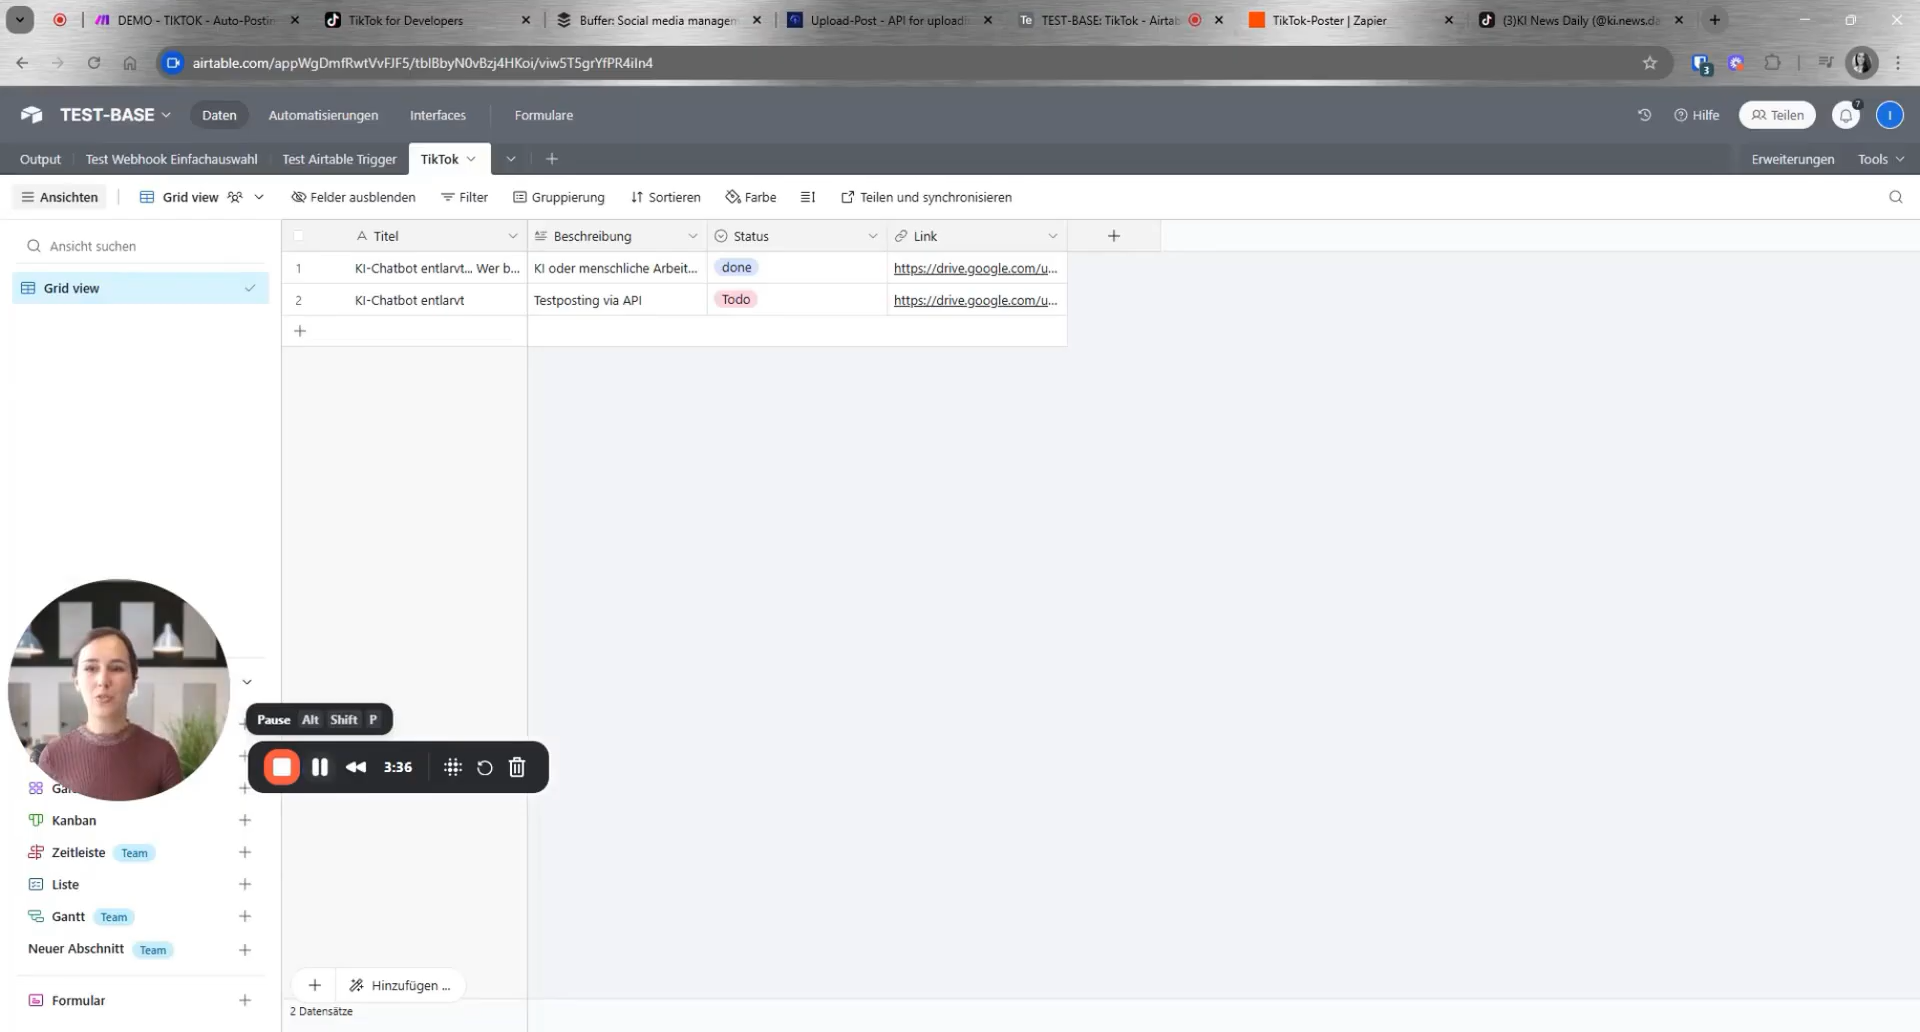 DEMO - TIKTOK - Auto-Postin
TikTok for Developers
Buffer: Social media managem
Upload-Post - API for uploadi
Te TEST-BASE: TikTok - Airtab
TikTok-Poster | Zapier
(3)KI News Daily (@ki.news.da
airtable.com/appWgDmfRwtVvFJF5/tblBbyN0vBzj4HKoi/viw5T5grYfPR4iIn4
3
TEST-BASE
Daten
Automatisierungen
Interfaces
Formulare
Hilfe
Teilen
7
I
Output
Test Webhook Einfachauswahl
Test Airtable Trigger
TikTok
Erweiterungen
Tools
Ansichten
Grid view
Felder ausblenden
Filter
Gruppierung
Sortieren
Farbe
Teilen und synchronisieren
Ansicht suchen
Grid view
Titel
Beschreibung
Status
Link
1 KI-Chatbot entlarvt... Wer b... KI oder menschliche Arbeit... done https://drive.google.com/u...
2 KI-Chatbot entlarvt Testposting via API Todo https://drive.google.com/u...
Pause Alt Shift P
3:36
Kanban
Zeitleiste Team
Liste
Gantt Team
Neuer Abschnitt Team
Formular
Hinzufügen ...
2 Datensätze